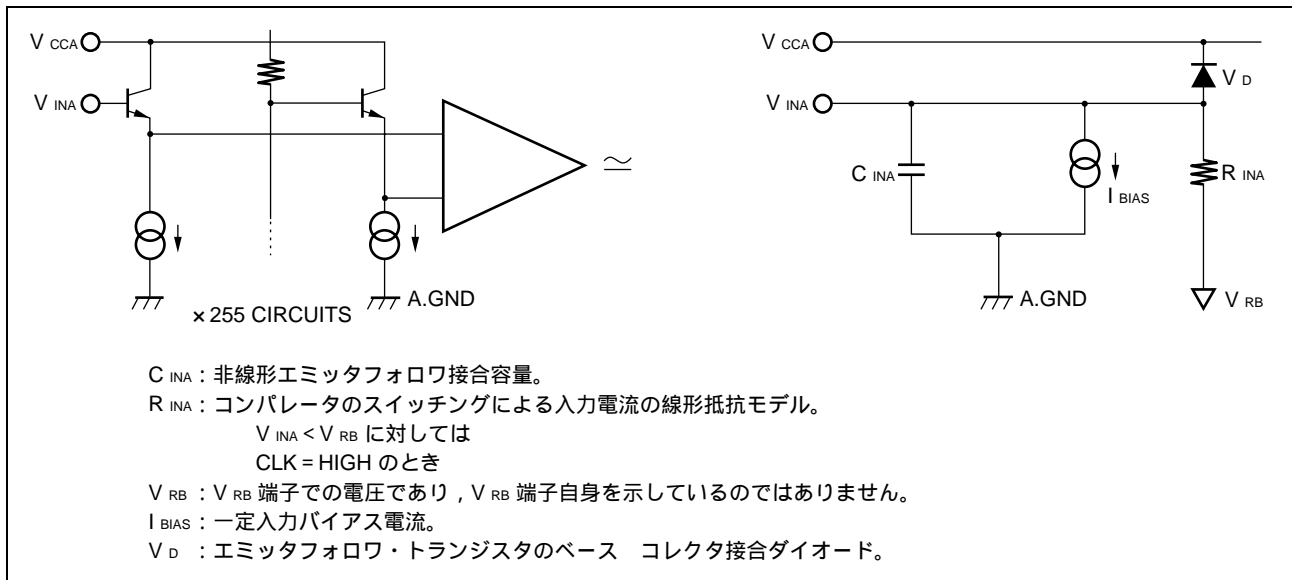 V CCA
V INA
× 255 CIRCUITS
A.GND
≃
V CCA
V D
V INA
C INA
I BIAS
R INA
A.GND
V RB
C INA : 非線形エミッタフォロワ接合容量。
R INA : コンパレータのスイッチングによる入力電流の線形抵抗モデル。
V INA < V RB に対しては
CLK = HIGH のとき
V RB : V RB 端子での電圧であり , V RB 端子自身を示しているのではありません。
I BIAS : 一定入力バイアス電流。
V D : エミッタフォロワ・トランジスタのベース コレクタ接合ダイオード。